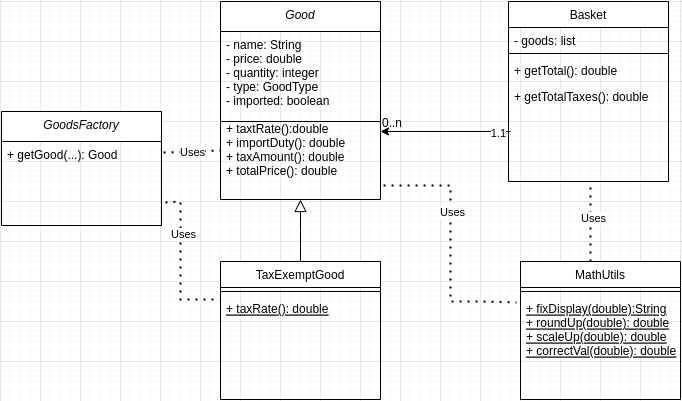 Good
- name: String
- price: double
- quantity: integer
- type: GoodType
- imported: boolean
+ taxtRate():double
+ importDuty(): double
+ taxAmount(): double
+ totalPrice(): double
Basket
- goods: list
+ getTotal(): double
+ getTotalTaxes(): double
0..n
1.1
GoodsFactory
+ getGood(...): Good
Uses
Uses
Uses
Uses
TaxExemptGood
+ taxRate(): double
MathUtils
+ fixDisplay(double):String
+ roundUp(double): double
+ scaleUp(double): double
+ correctVal(double): double